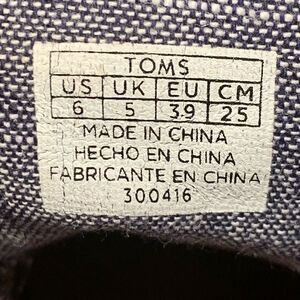 TOMS
US UK EU CM
6 5 39 25
MADE IN CHINA
HECHO EN CHINA
FABRICANTE EN CHINA
300416